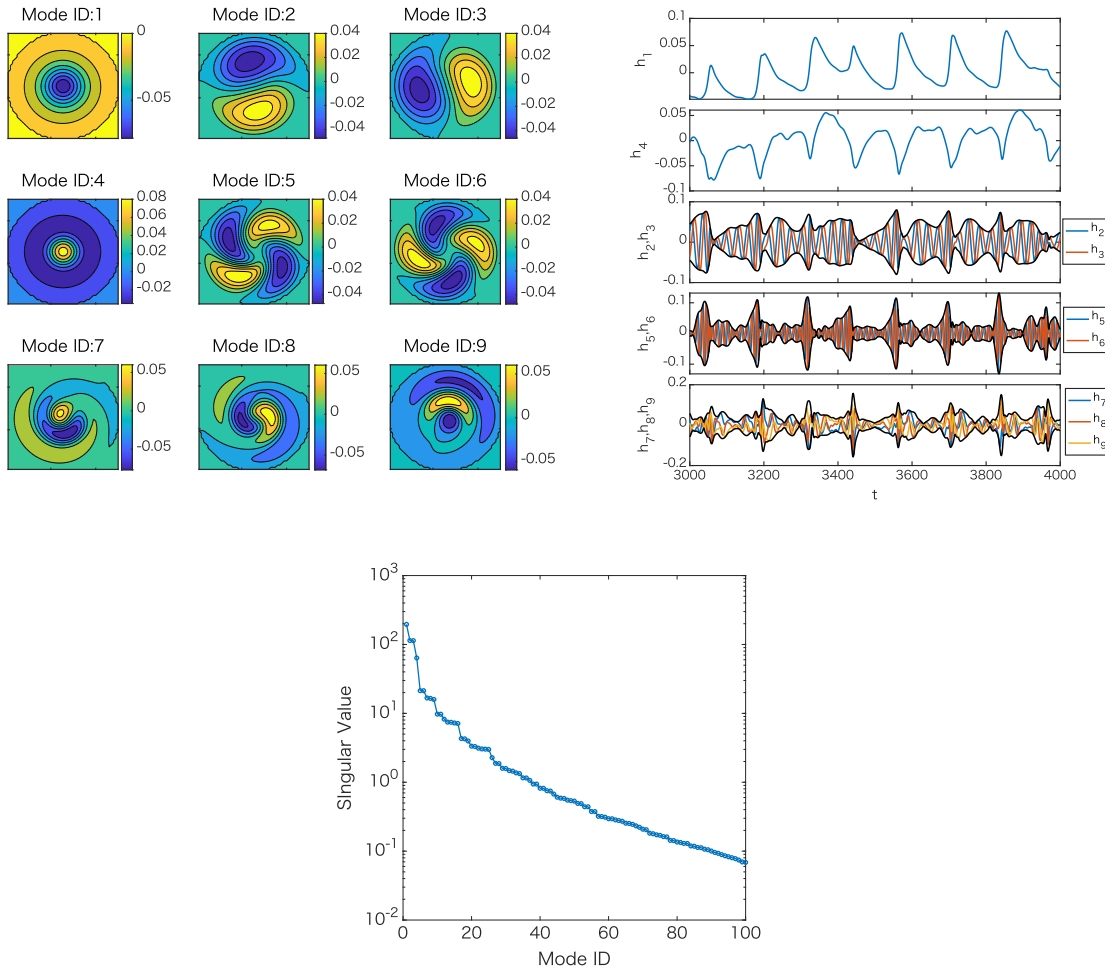 Mode ID:1
0
-0.05
Mode ID:2
0.04
0.02
0
-0.02
-0.04
Mode ID:3
0.04
0.02
0
-0.02
-0.04
Mode ID:4
0.08
0.06
0.04
0.02
0
-0.02
Mode ID:5
0.04
0.02
0
-0.02
-0.04
Mode ID:6
0.04
0.02
0
-0.02
-0.04
Mode ID:7
0.05
0
-0.05
Mode ID:8
0.05
0
-0.05
Mode ID:9
0.05
0
-0.05
h1
0.1
0.05
0
h4
0.05
0
-0.05
-0.1
h2,h3
0.1
0
-0.1
h2
h3
h5,h6
0.1
0
-0.1
h5
h6
h7,h8,h9
0.2
0
-0.2
h7
h8
h9
3000 3200 3400 3600 3800 4000
t
SIngular Value
10^3
10^2
10^1
10^0
10^-1
10^-2
0 20 40 60 80 100
Mode ID